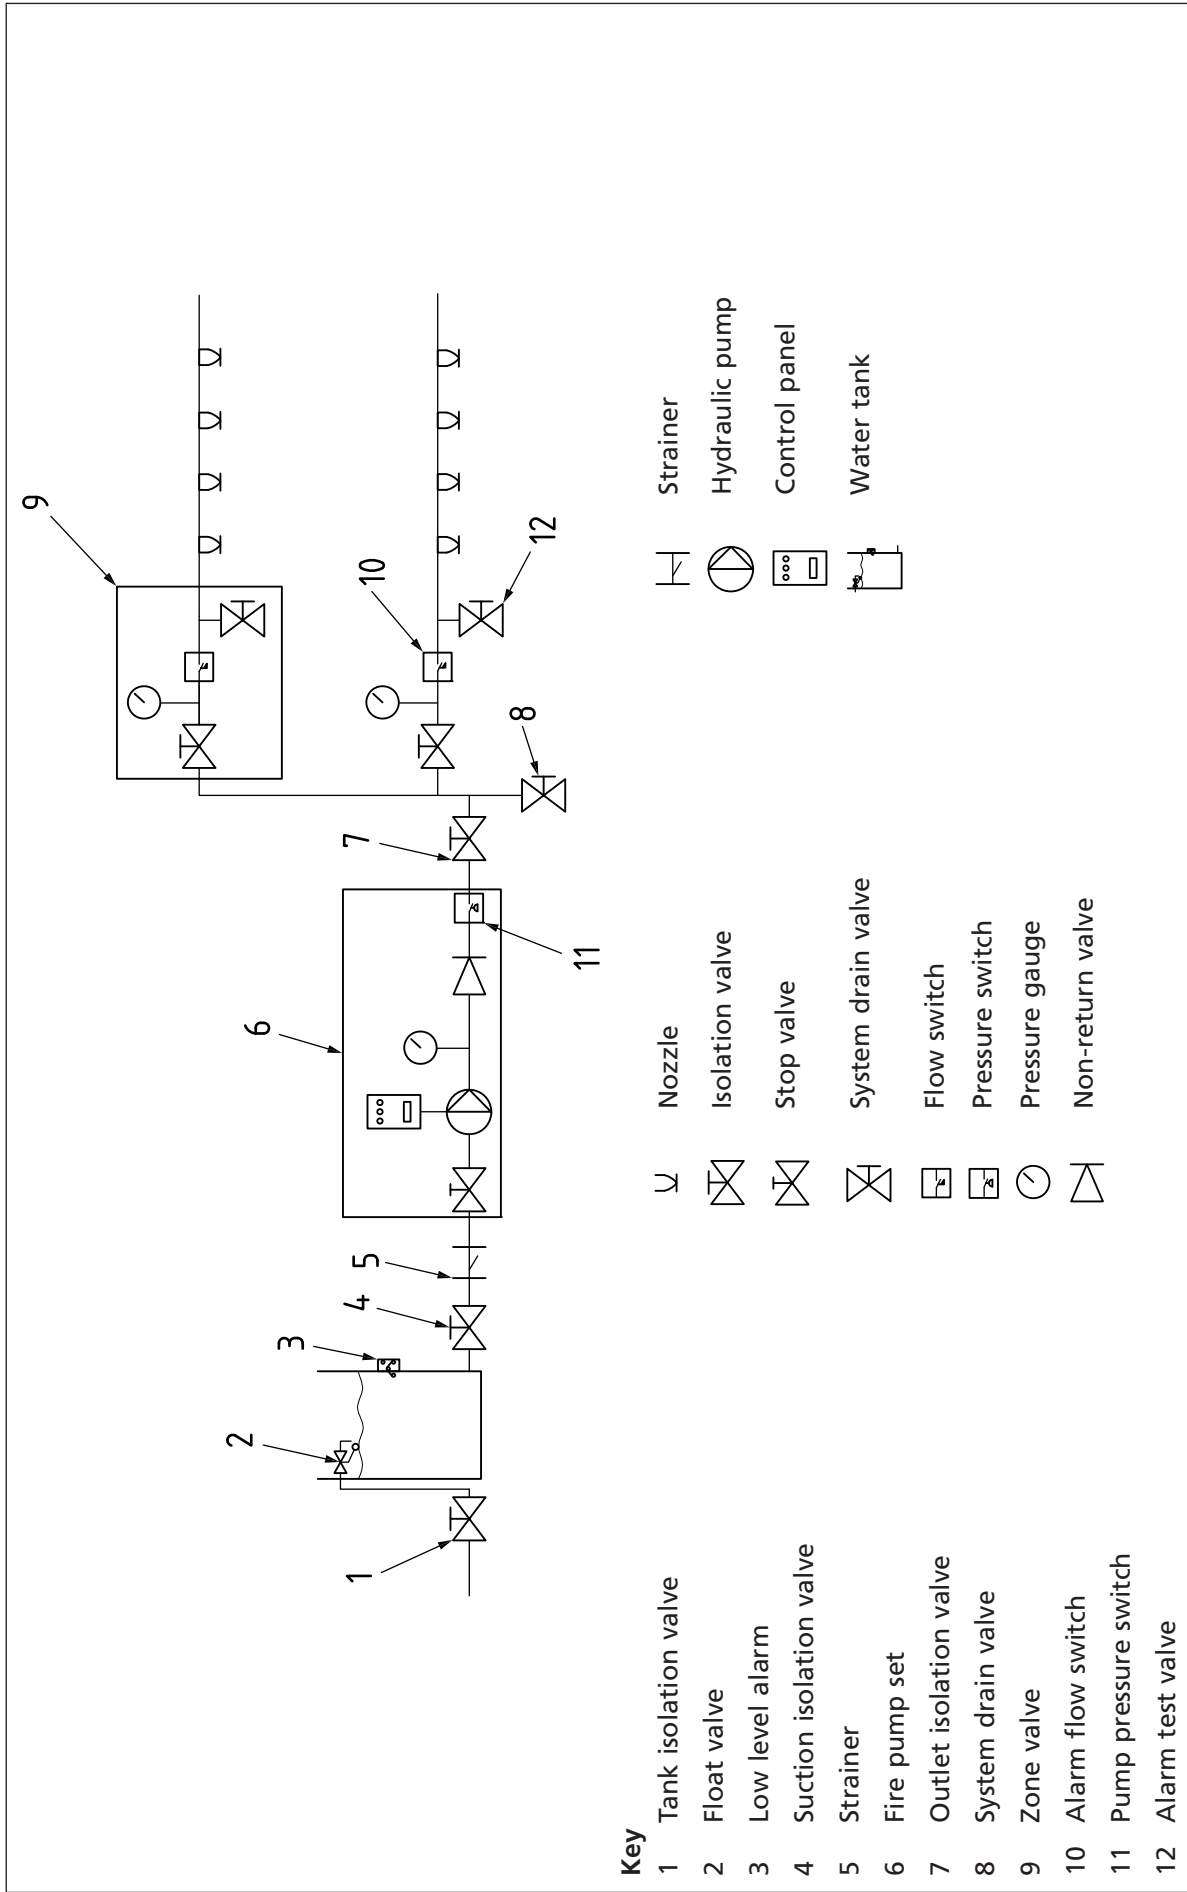 1
2
3
4
5
6
7
8
9
10
11
12
Key
1 Tank isolation valve
2 Float valve
3 Low level alarm
4 Suction isolation valve
5 Strainer
6 Fire pump set
7 Outlet isolation valve
8 System drain valve
9 Zone valve
10 Alarm flow switch
11 Pump pressure switch
12 Alarm test valve
Nozzle
Isolation valve
Stop valve
System drain valve
Flow switch
Pressure switch
Pressure gauge
Non-return valve
Strainer
Hydraulic pump
Control panel
Water tank